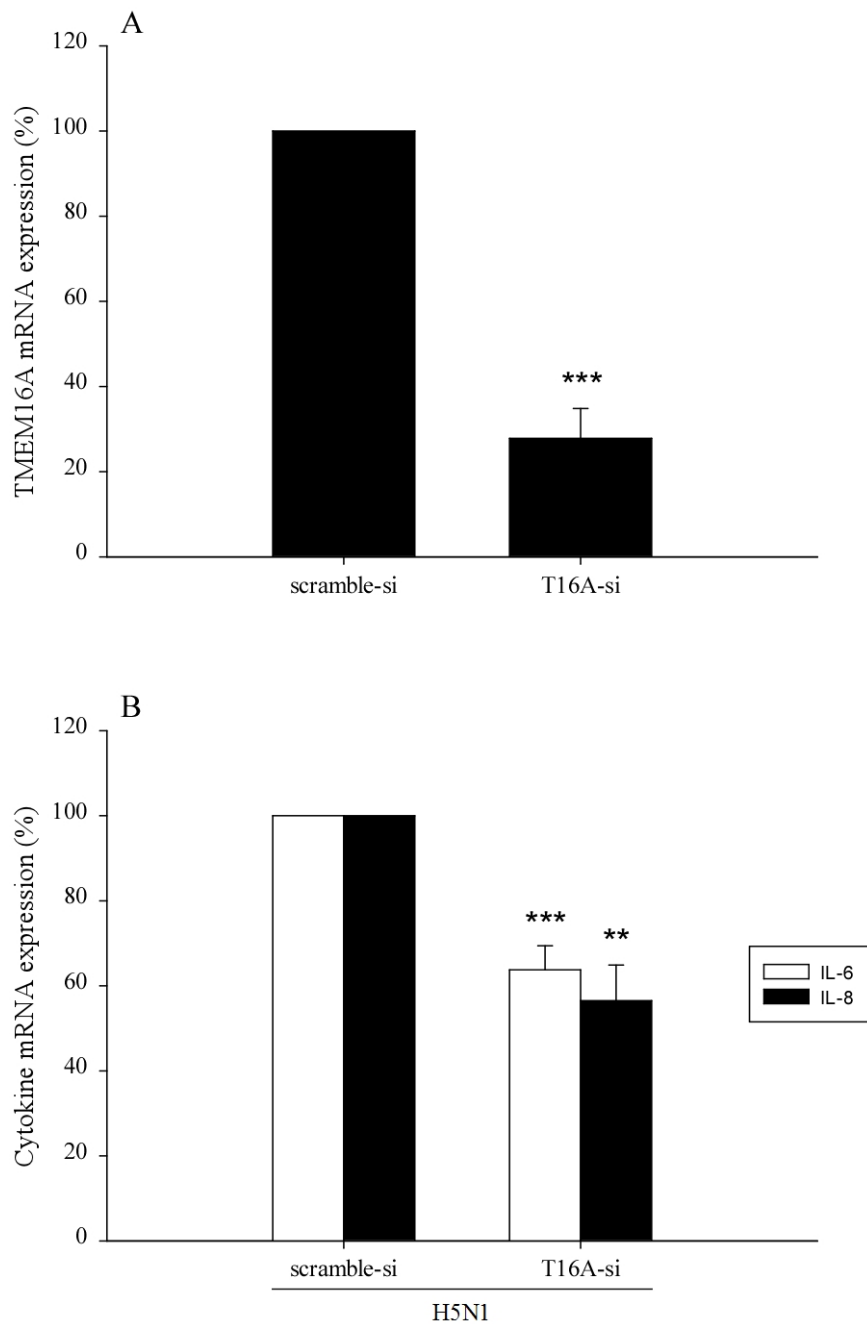 A
TMEM16A mRNA expression (%)
120
100
80
60
40
20
0
***
scramble-si
T16A-si
B
Cytokine mRNA expression (%)
120
100
80
60
40
20
0
***
**
IL-6
IL-8
scramble-si
T16A-si
H5N1